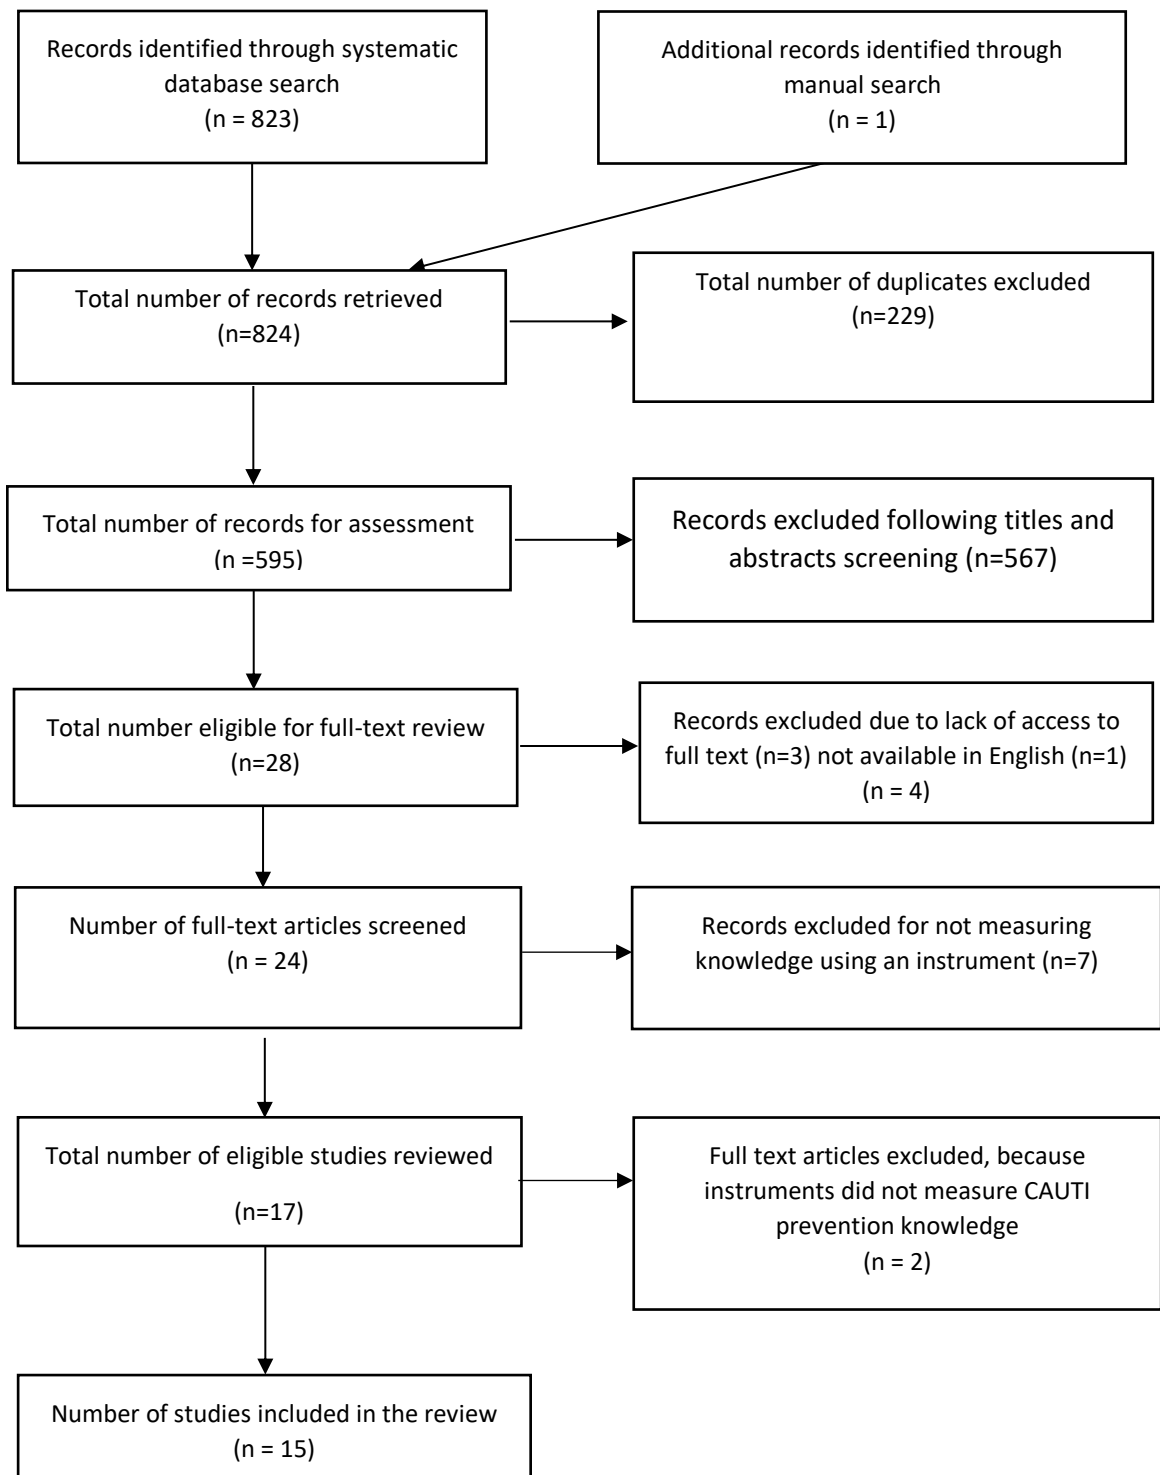 Records identified through systematic
database search
(n = 823)
Additional records identified through
manual search
(n = 1)
Total number of records retrieved
(n=824)
Total number of duplicates excluded
(n=229)
Total number of records for assessment
(n =595)
Records excluded following titles and
abstracts screening (n=567)
Total number eligible for full-text review
(n=28)
Records excluded due to lack of access to
full text (n=3) not available in English (n=1)
(n = 4)
Number of full-text articles screened
(n = 24)
Records excluded for not measuring
knowledge using an instrument (n=7)
Total number of eligible studies reviewed
(n=17)
Full text articles excluded, because
instruments did not measure CAUTI
prevention knowledge
(n = 2)
Number of studies included in the review
(n = 15)